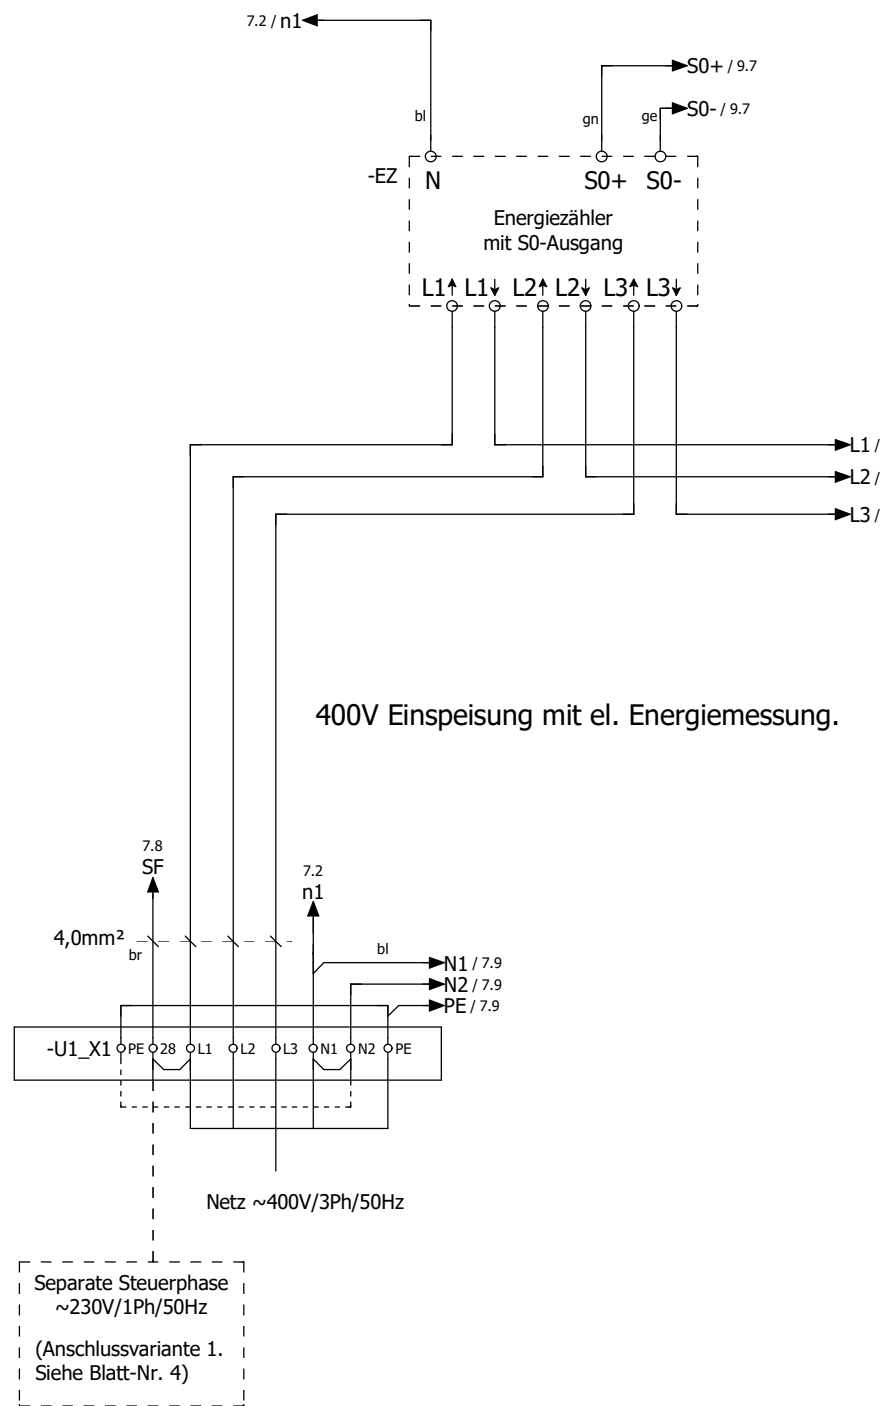 7.2 / n1
S0+ / 9.7
S0- / 9.7
bl
gn
ge
-EZ
N
S0+
S0-
Energiezähler
mit S0-Ausgang
L1 L1 L2 L2 L3 L3
L1 /
L2 /
L3 /
400V Einspeisung mit el. Energiemessung.
7.8
SF
7.2
n1
4,0mm²
br
bl
N1 / 7.9
N2 / 7.9
PE / 7.9
-U1_X1 PE 28 L1 L2 L3 N1 N2 PE
Netz ~400V/3Ph/50Hz
Separate Steuerphase
~230V/1Ph/50Hz
(Anschlussvariante 1.
Siehe Blatt-Nr. 4)